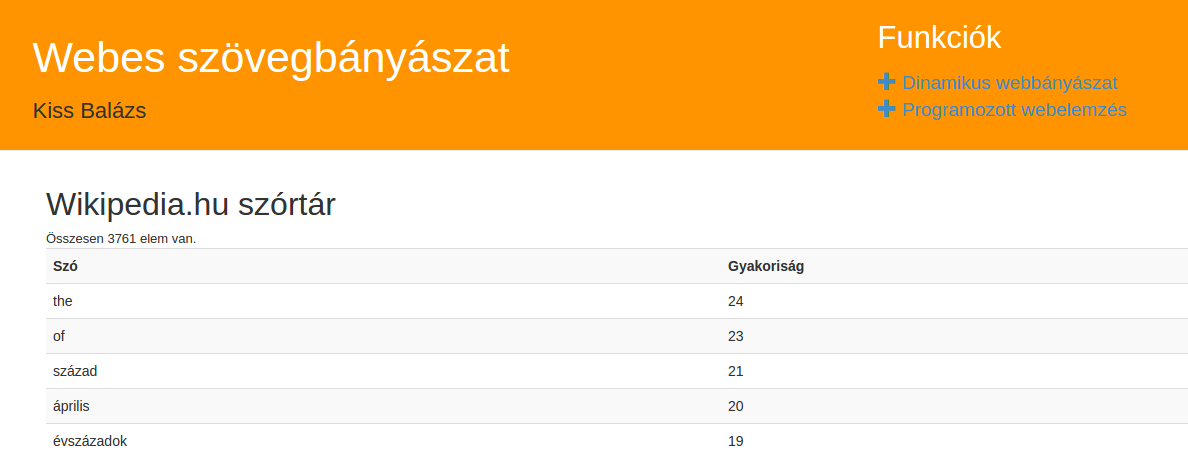 Webes szövegbányászat
Kiss Balázs
Funkciók
Dinamikus webbányászat
Programozott webelemzés
Wikipedia.hu szórtár
Összesen 3761 elem van.
Szó Gyakoriság
the 24
of 23
század 21
április 20
évszázadok 19